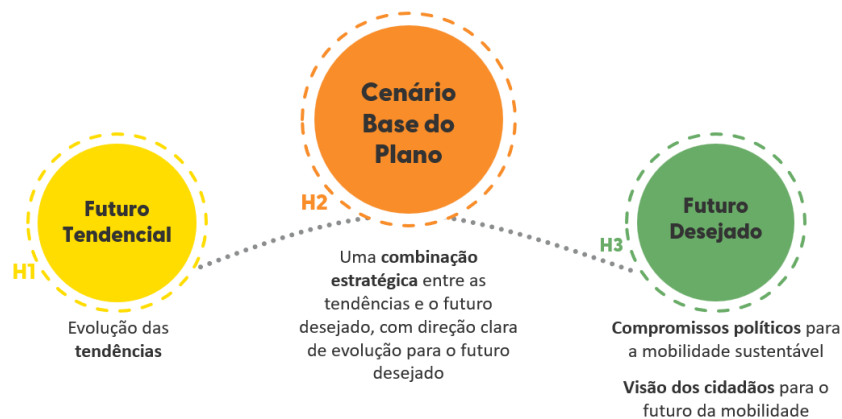 Futuro
Tendencial
H1
Evolução das
tendências
Cenário
Base do
Plano
H2
Uma combinação
estratégica entre as
tendências e o futuro
desejado, com direção clara
de evolução para o futuro
desejado
Futuro
Desejado
H3
Compromissos políticos para
a mobilidade sustentável
Visão dos cidadãos para o
futuro da mobilidade